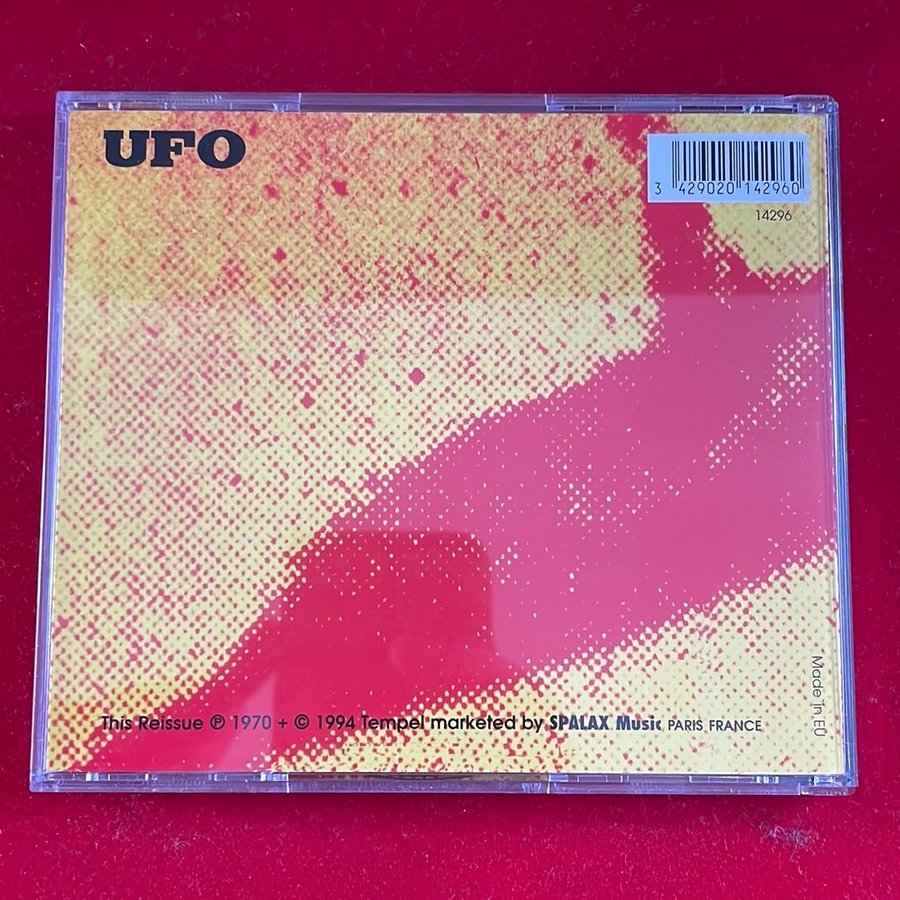 UFO
3 429020 142960
14296
Made in EU
This Reissue ℗ 1970 + © 1994 Tempel marketed by SPALAX Music PARIS FRANCE